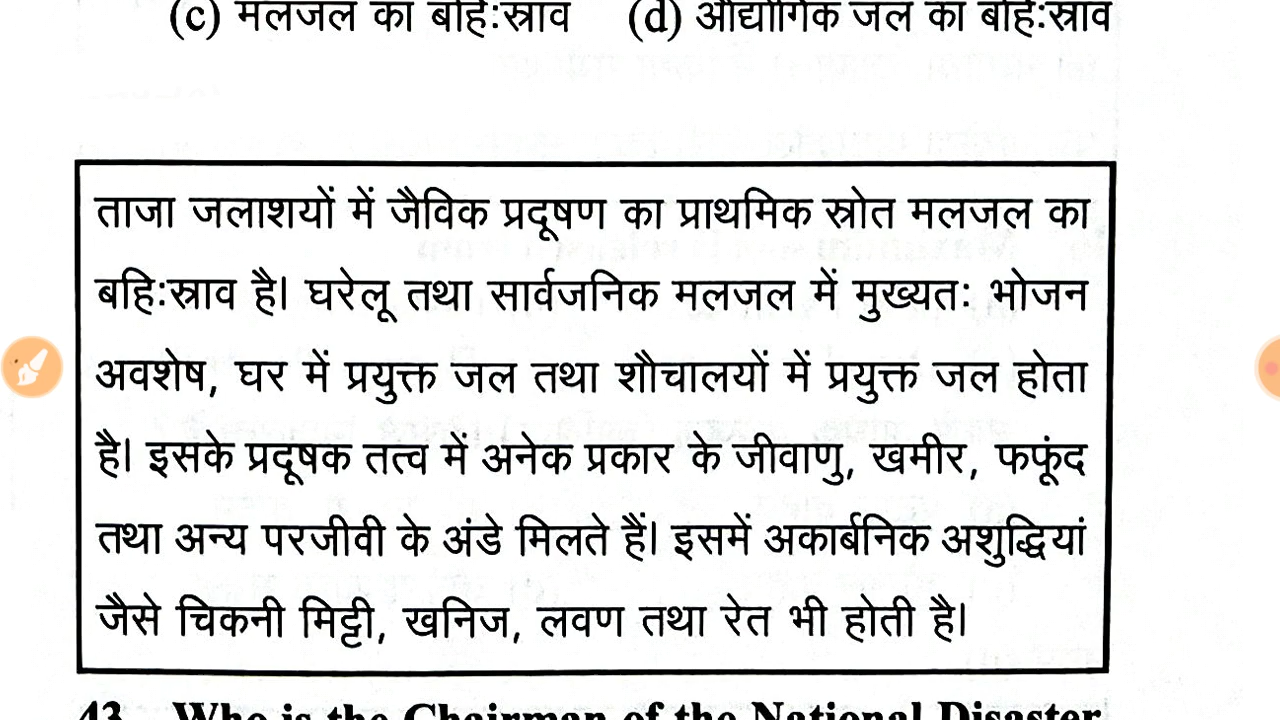 (c) मलजल का बहि:स्राव (d) औद्योगिक जल का बहि:स्राव
ताजा जलाशयों में जैविक प्रदूषण का प्राथमिक स्रोत मलजल का
बहि:स्राव है। घरेलू तथा सार्वजनिक मलजल में मुख्यतः भोजन
अवशेष, घर में प्रयुक्त जल तथा शौचालयों में प्रयुक्त जल होता
है। इसके प्रदूषक तत्व में अनेक प्रकार के जीवाणु, खमीर, फफूंद
तथा अन्य परजीवी के अंडे मिलते हैं। इसमें अकार्बनिक अशुद्धियां
जैसे चिकनी मिट्टी, खनिज, लवण तथा रेत भी होती है।
43. Who is the Chairman of the National Disaster